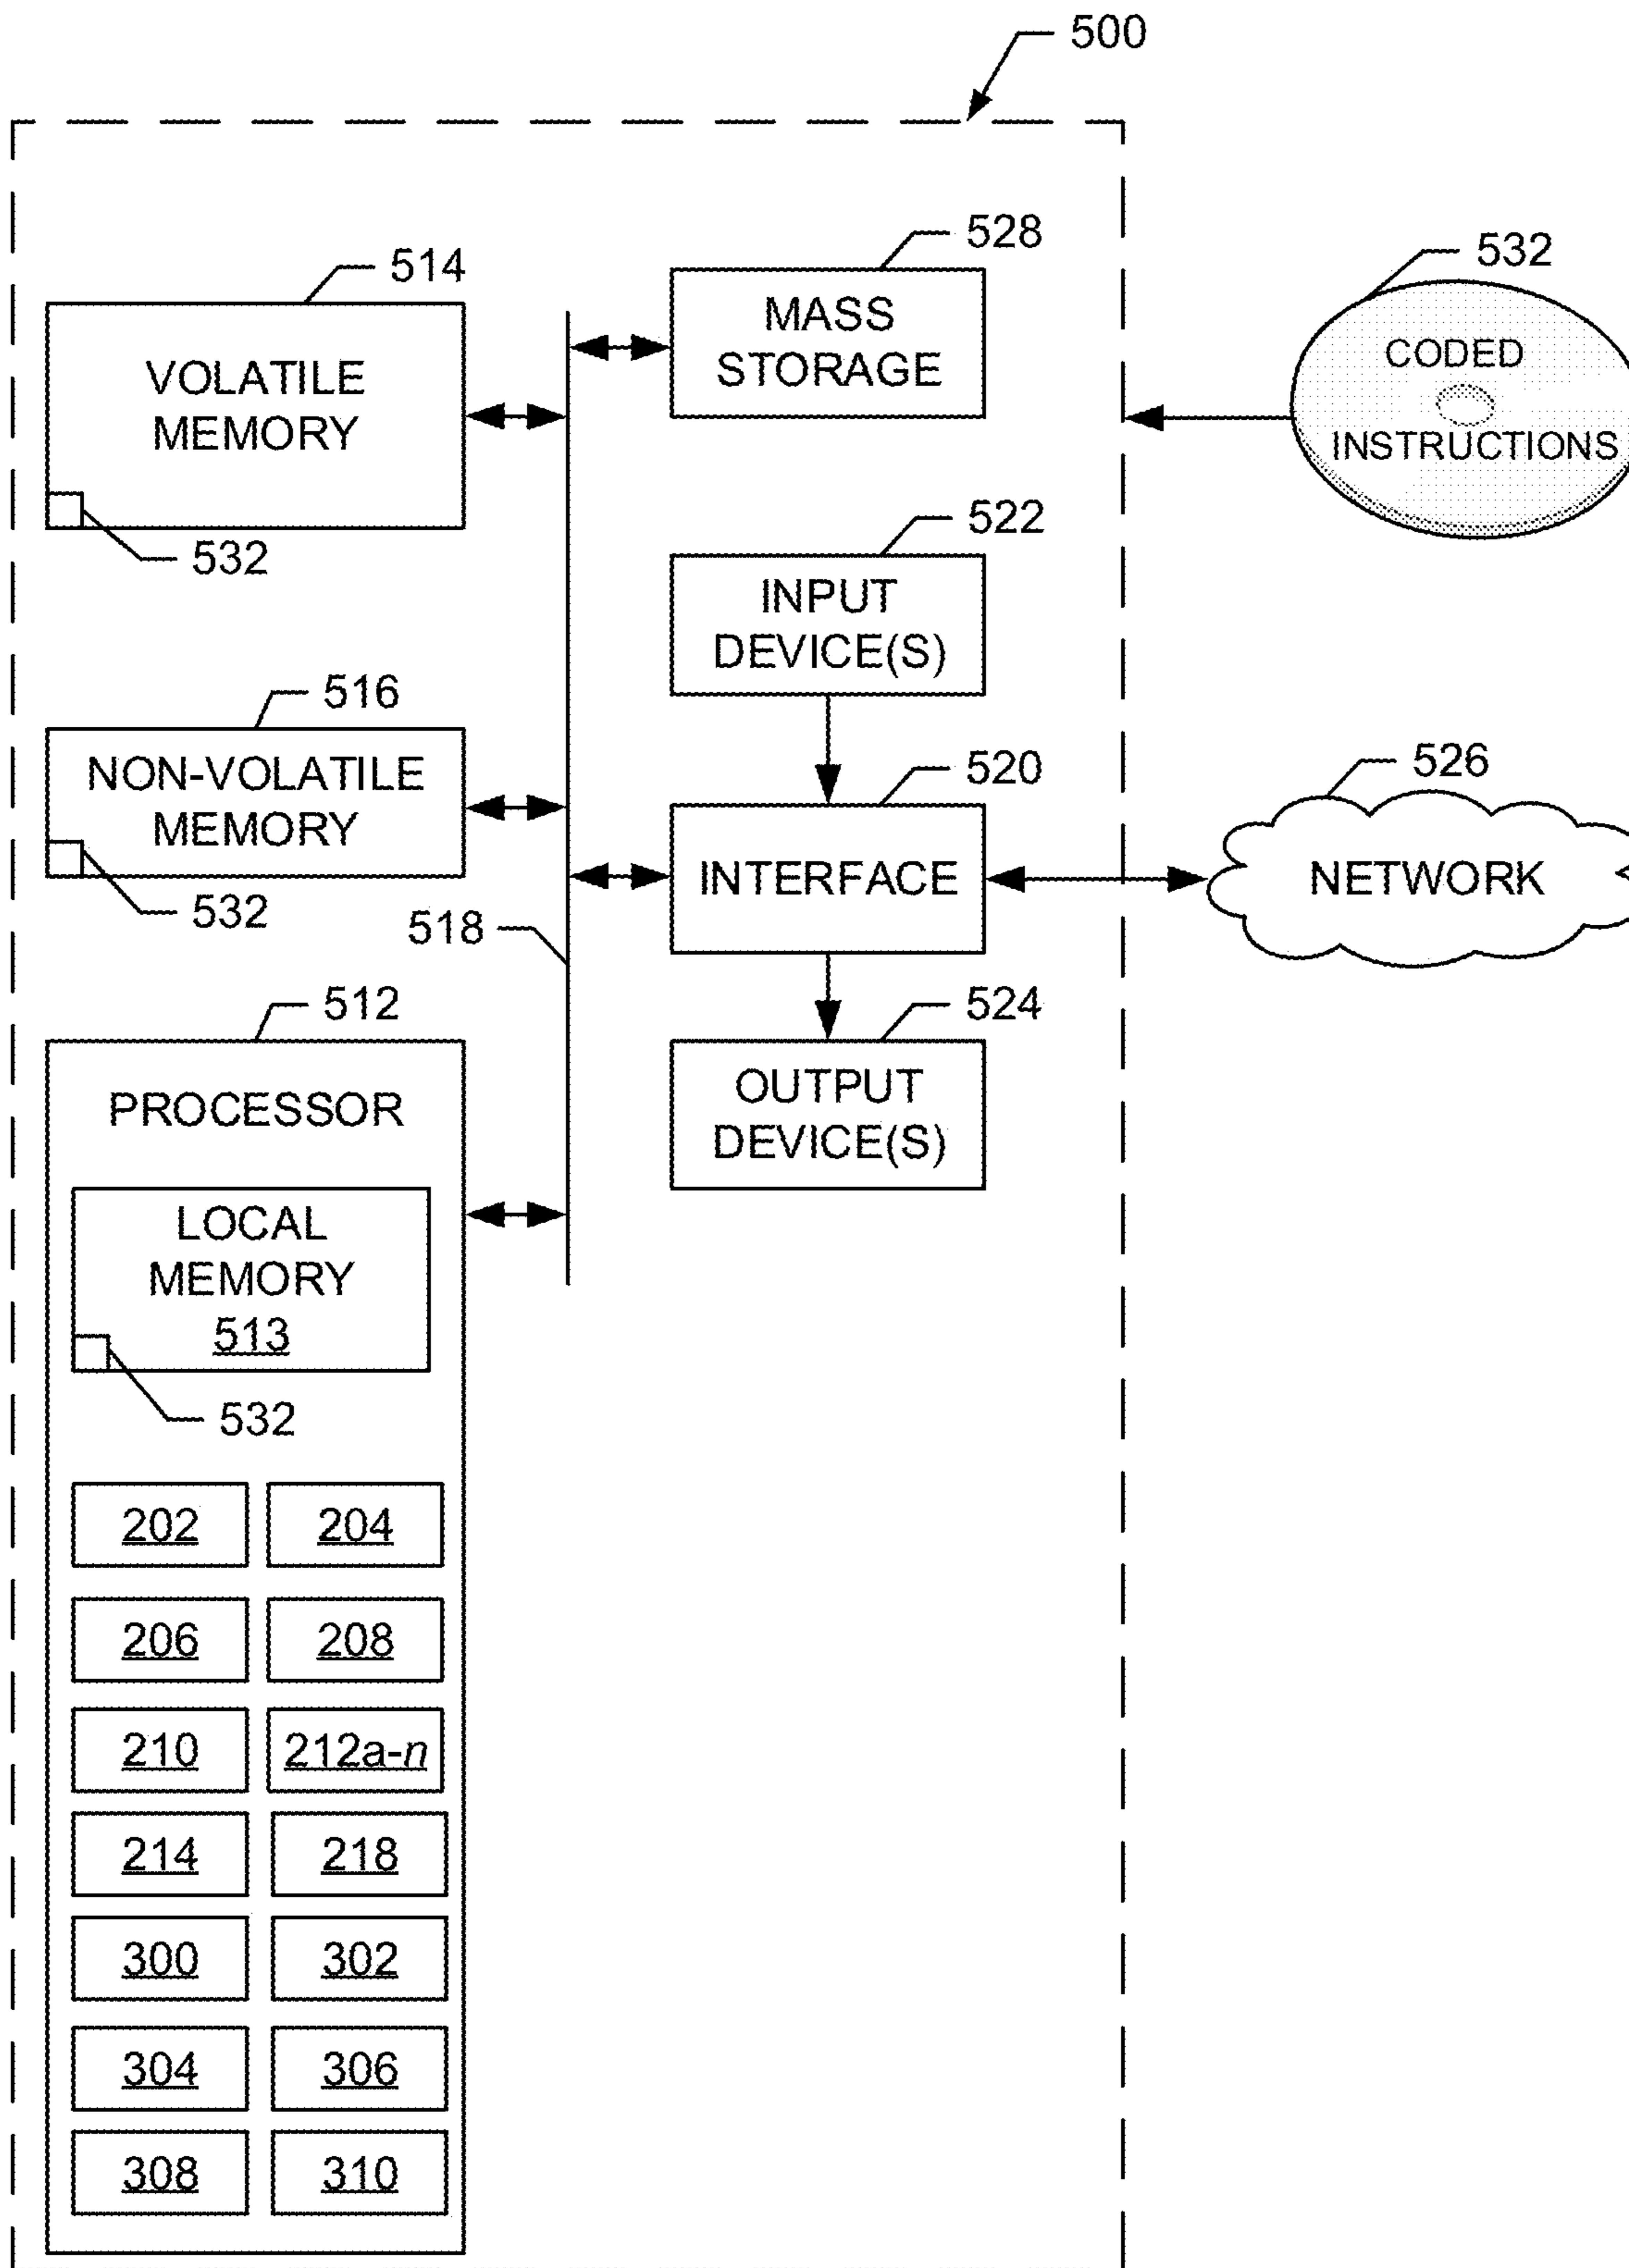 500
528
514
532
MASS
STORAGE
VOLATILE
MEMORY
CODED
INSTRUCTIONS
532
522
INPUT
DEVICE(S)
516
520
526
NON-VOLATILE
MEMORY
INTERFACE
NETWORK
532
518
512
524
PROCESSOR
OUTPUT
DEVICE(S)
LOCAL
MEMORY
513
532
202 204
206 208
210 212a-n
214 218
300 302
304 306
308 310